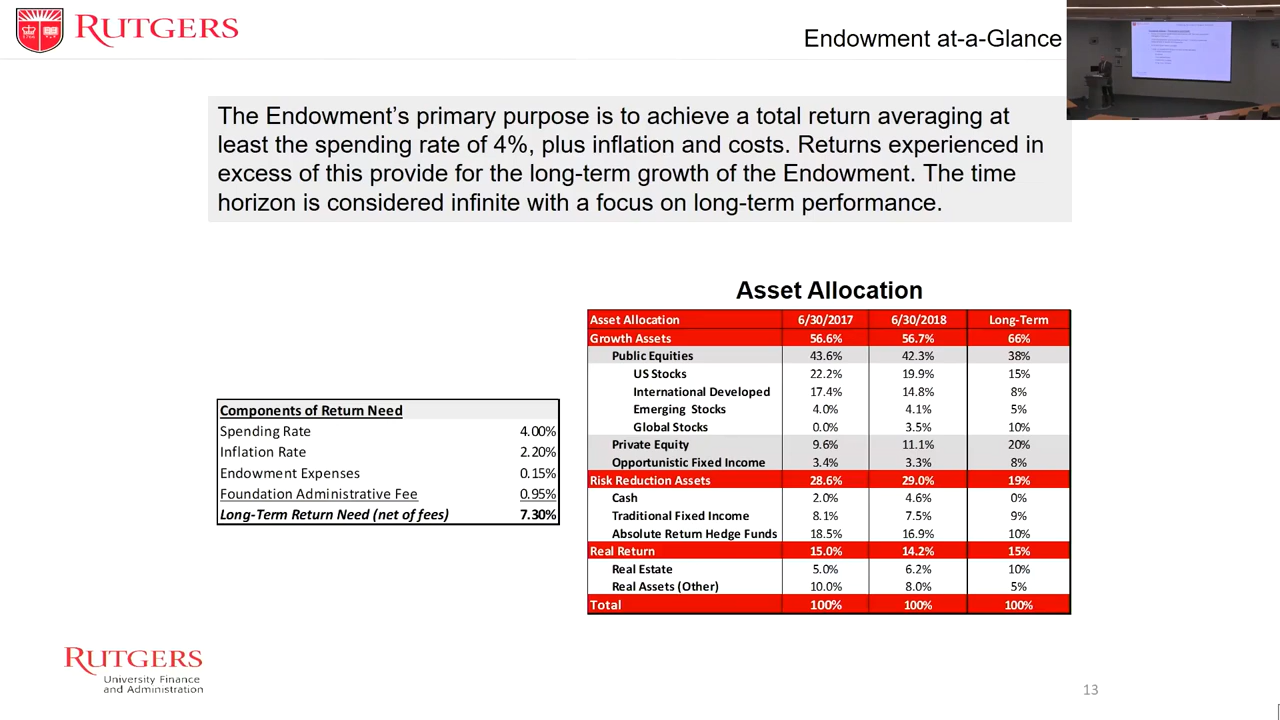 RUTGERS
Endowment at-a-Glance
The Endowment's primary purpose is to achieve a total return averaging at
least the spending rate of 4%, plus inflation and costs. Returns experienced in
excess of this provide for the long-term growth of the Endowment. The time
horizon is considered infinite with a focus on long-term performance.
Components of Return Need
Spending Rate 4.00%
Inflation Rate 2.20%
Endowment Expenses 0.15%
Foundation Administrative Fee 0.95%
Long-Term Return Need (net of fees) 7.30%
Asset Allocation
Asset Allocation 6/30/2017 6/30/2018 Long-Term
Growth Assets 56.6% 56.7% 66%
Public Equities 43.6% 42.3% 38%
US Stocks 22.2% 19.9% 15%
International Developed 17.4% 14.8% 8%
Emerging Stocks 4.0% 4.1% 5%
Global Stocks 0.0% 3.5% 10%
Private Equity 9.6% 11.1% 20%
Opportunistic Fixed Income 3.4% 3.3% 8%
Risk Reduction Assets 28.6% 29.0% 19%
Cash 2.0% 4.6% 0%
Traditional Fixed Income 8.1% 7.5% 9%
Absolute Return Hedge Funds 18.5% 16.9% 10%
Real Return 15.0% 14.2% 15%
Real Estate 5.0% 6.2% 10%
Real Assets (Other) 10.0% 8.0% 5%
Total 100% 100% 100%
RUTGERS
University Finance
and Administration
13